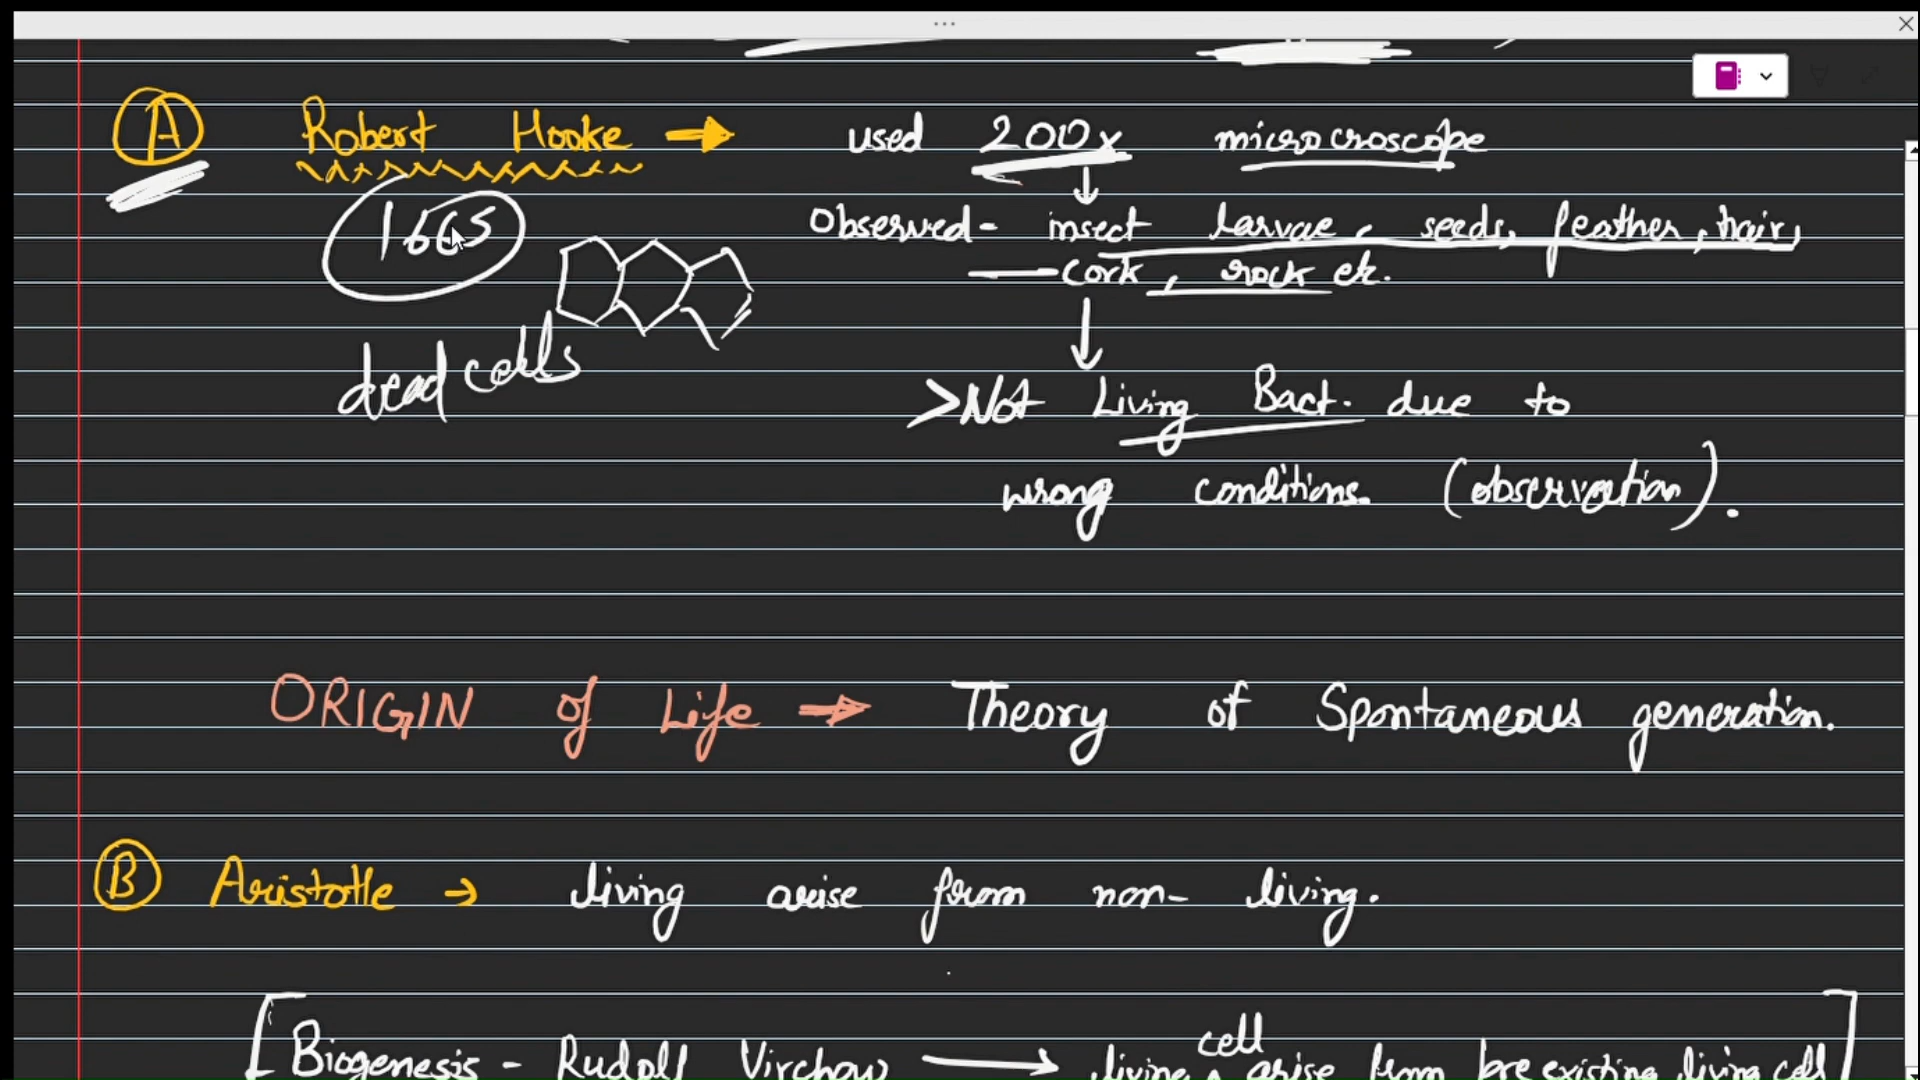 A Robert Hooke → used 200x microcroscope
1665
Observed - insect larvae, seeds, feather, hair,
cork, rock etc.
dead cells
> Not Living Bact. due to
wrong conditions. (observation).
ORIGIN of Life → Theory of Spontaneous generation.
B Aristotle → living arise from non-living.
cell
[Biogenesis - Rudolf Virchow → living ^ arise from preexisting living cell]